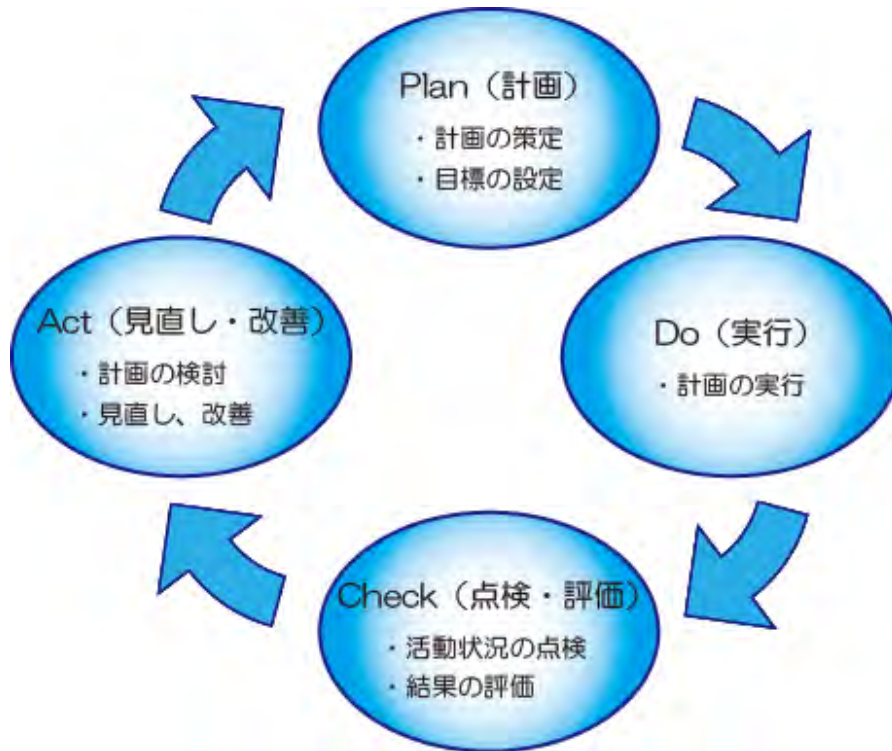 Plan（計画）
・計画の策定
・目標の設定
Do（実行）
・計画の実行
Check（点検・評価）
・活動状況の点検
・結果の評価
Act（見直し・改善）
・計画の検討
・見直し、改善